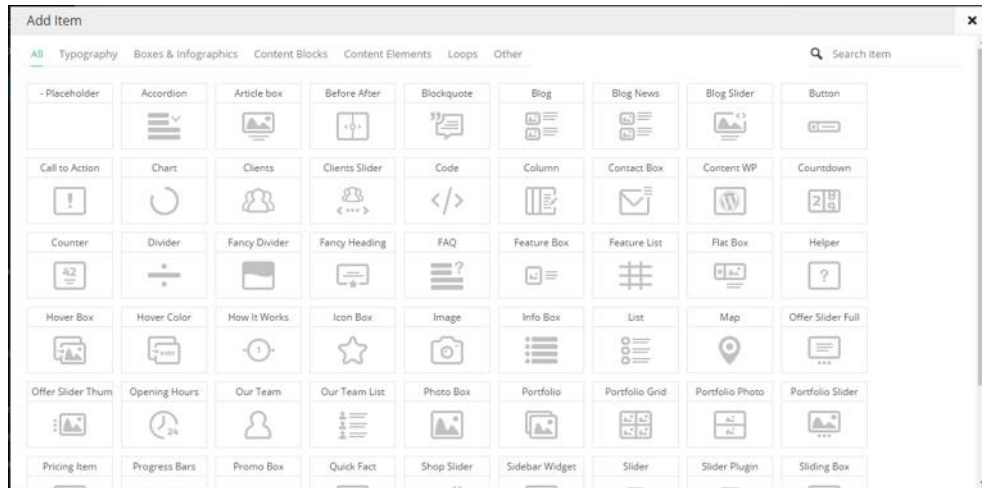 Add Item
All Typography Boxes & Infographics Content Blocks Content Elements Loops Other Search Item
- Placeholder Accordion Article box Before After Blockquote Blog Blog News Blog Slider Button
Call to Action Chart Clients Clients Slider Code Column Contact Box Content WP Countdown
Counter Divider Fancy Divider Fancy Heading FAQ Feature Box Feature List Flat Box Helper
42
Hover Box Hover Color How It Works Icon Box Image Info Box List Map Offer Slider Full
1
Offer Slider Thum Opening Hours Our Team Our Team List Photo Box Portfolio Portfolio Grid Portfolio Photo Portfolio Slider
24
Pricing Item Progress Bars Promo Box Quick Fact Shop Slider Sidebar Widget Slider Slider Plugin Sliding Box